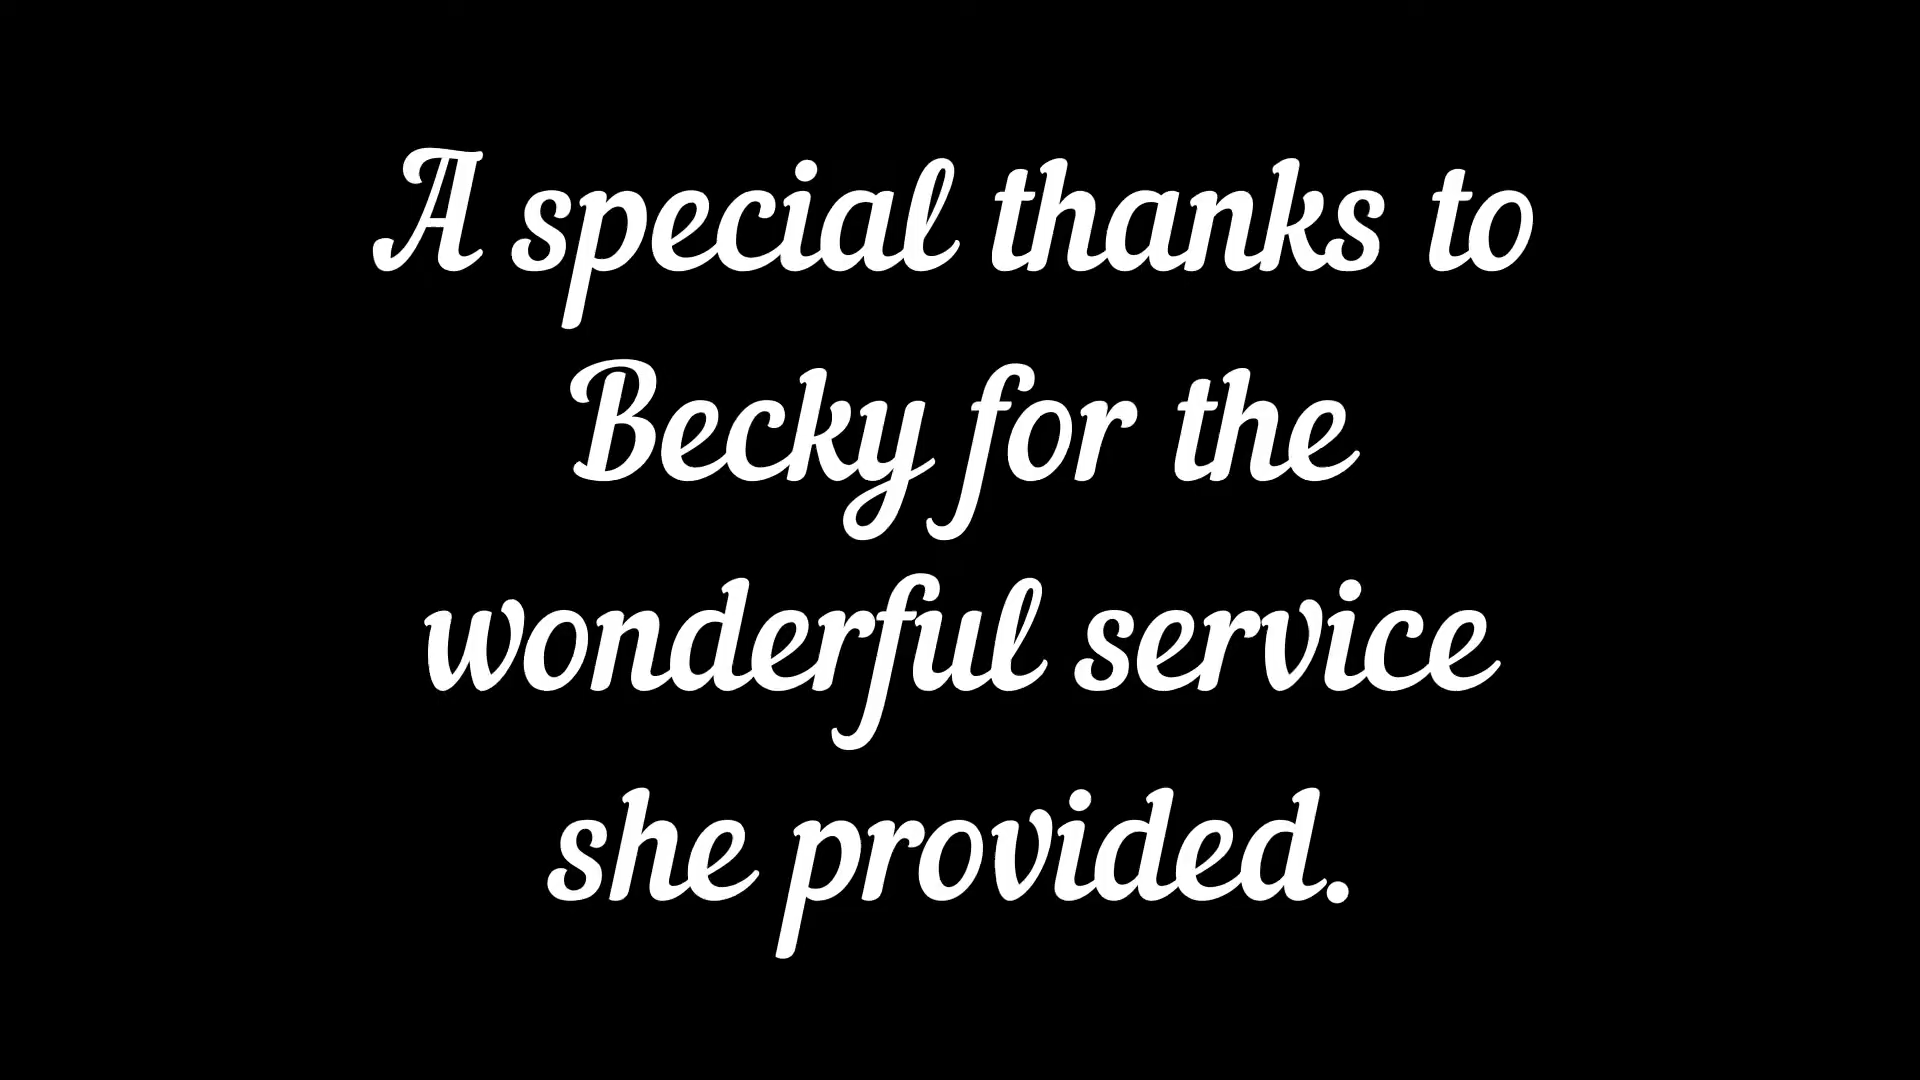 A special thanks to
Becky for the
wonderful service
she provided.